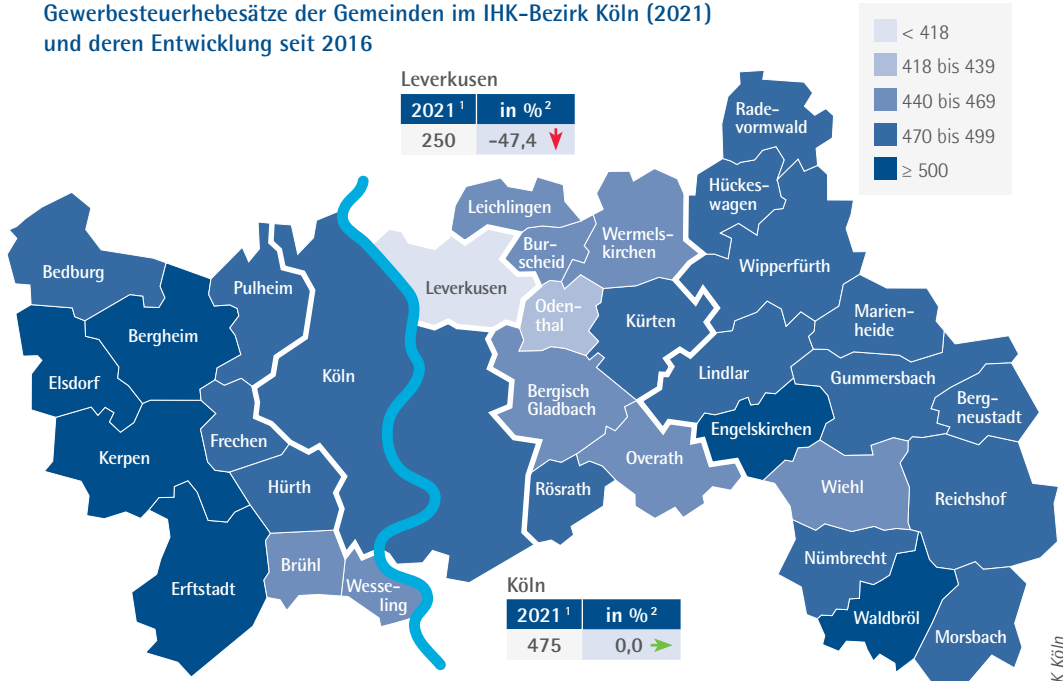 Gewerbesteuerhebesätze der Gemeinden im IHK-Bezirk Köln (2021)
und deren Entwicklung seit 2016
< 418
418 bis 439
440 bis 469
470 bis 499
≥ 500
Leverkusen
2021 ¹ in % ²
250 -47,4
Rade-
vormwald
Hückes-
wagen
Leichlingen
Wermels-
kirchen
Bur-
scheid
Wipperfürth
Bedburg
Pulheim
Leverkusen
Oden-
thal
Kürten
Marien-
heide
Bergheim
Elsdorf
Köln
Lindlar
Gummersbach
Bergisch
Gladbach
Berg-
neustadt
Engelskirchen
Frechen
Kerpen
Overath
Hürth
Rösrath
Wiehl
Reichshof
Brühl
Wesse-
ling
Erftstadt
Nümbrecht
Waldbröl
Morsbach
Köln
2021 ¹ in % ²
475 0,0
K Köln